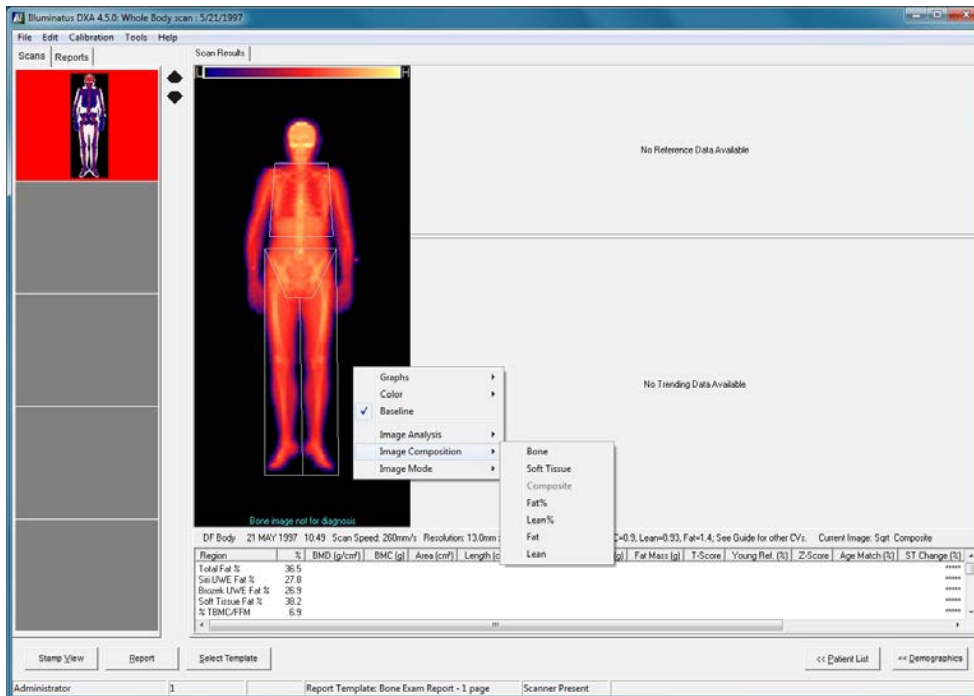 Illuminatus DXA 4.5.0: Whole Body scan : 5/21/1997
File Edit Calibration Tools Help
Scans Reports
Scan Results
L H
No Reference Data Available
No Trending Data Available
Graphs
Color
Baseline
Image Analysis
Image Composition
Image Mode
Bone
Soft Tissue
Composite
Fat%
Lean%
Fat
Lean
Bone image not for diagnosis
DF Body 21 MAY 1997 10:49 Scan Speed: 260mm/s Resolution: 13.0mm C=0.9, Lean=0.93, Fat=1.4; See Guide for other CVs. Current Image: Sqrt Composite
Region % BMD (g/cm²) BMC (g) Area (cm²) Length (c (g) Fat Mass (g) T-Score Young Ref. (%) Z-Score Age Match (%) ST Change (%)
Total Fat % 36.5 *****
Siri UWE Fat % 27.8 *****
Brozek UWE Fat % 26.9 *****
Soft Tissue Fat % 38.2 *****
% TBMC/FFM 6.9 *****
Stamp View Report Select Template << Patient List << Demographics
Administrator 1 Report Template: Bone Exam Report - 1 page Scanner Present